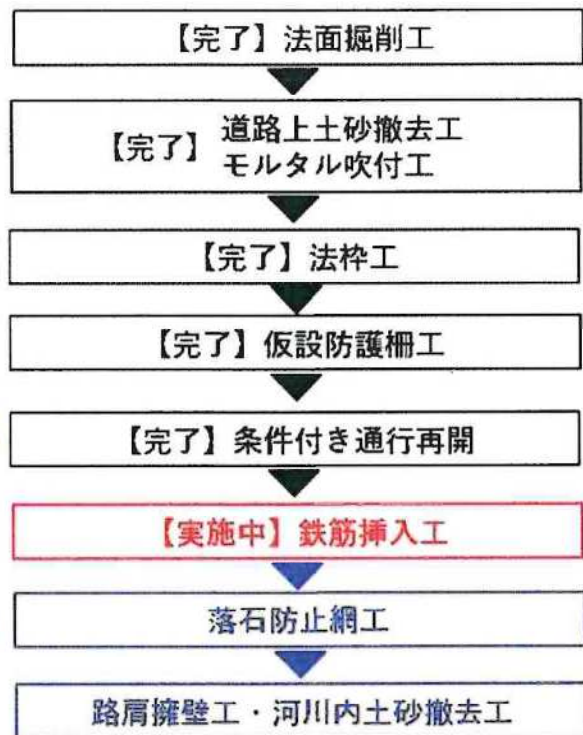 【完了】法面掘削工
【完了】道路上土砂撤去工
モルタル吹付工
【完了】法枠工
【完了】仮設防護柵工
【完了】条件付き通行再開
【実施中】鉄筋挿入工
落石防止網工
路肩擁壁工・河川内土砂撤去工